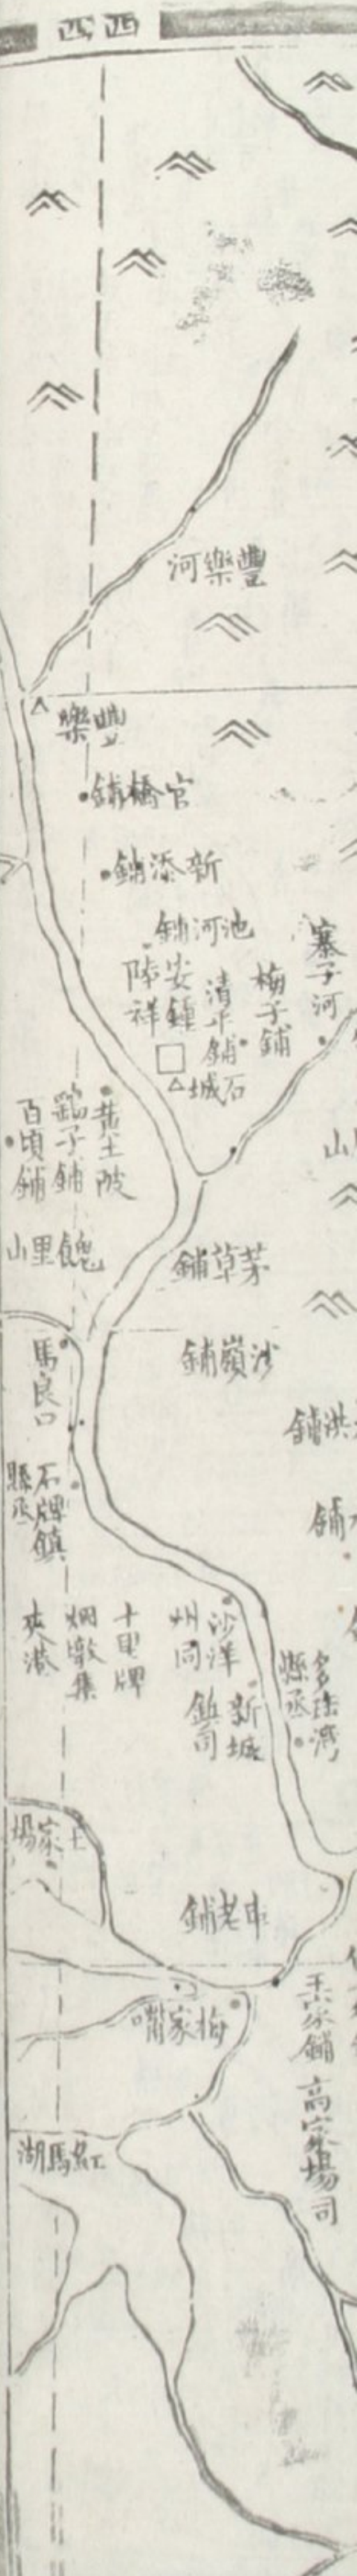 西西
豐樂河
豐樂
官橋鋪
新添鋪
池河鋪
寨子河
梅子鋪
清平鋪
安鍾
陸祥
石城
黃土陂
鷂子鋪
百頃鋪
山里
茅草鋪
沙嶺鋪
馬良口
石牌鎮
縣丞
洪鋪
鋪
沙洋
州同
新城
鎮司
多珠灣
縣丞
十里牌
烟墩集
夾港
王家場
車老鋪
梅家嘴
王家鋪
高家場司
紅馬湖